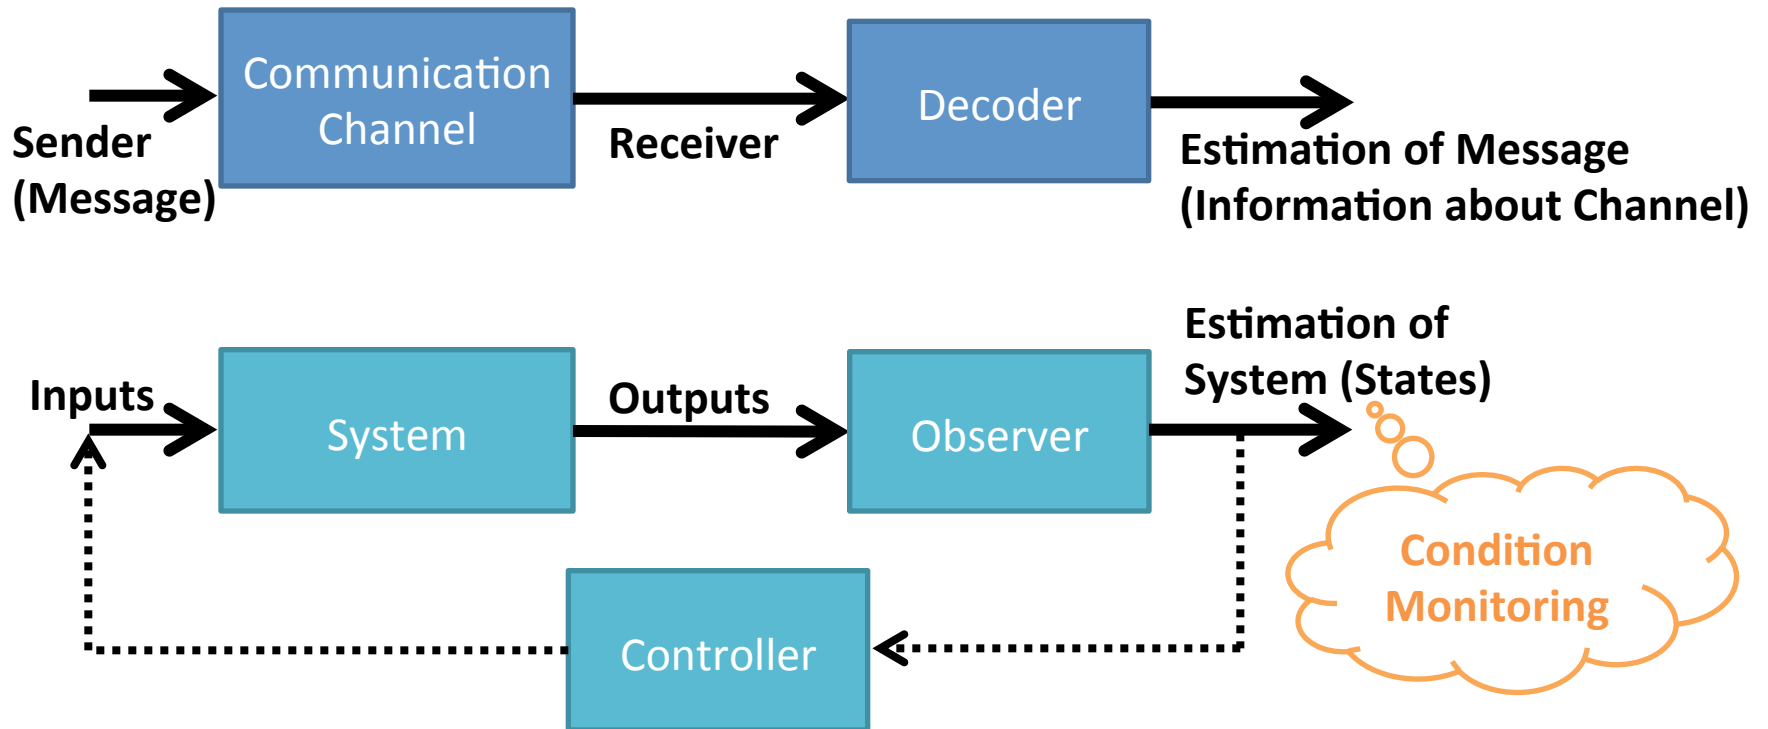 Communication
Channel
Decoder
Sender
(Message)
Receiver
Estimation of Message
(Information about Channel)
Estimation of
System (States)
Inputs
System
Outputs
Observer
Condition
Monitoring
Controller